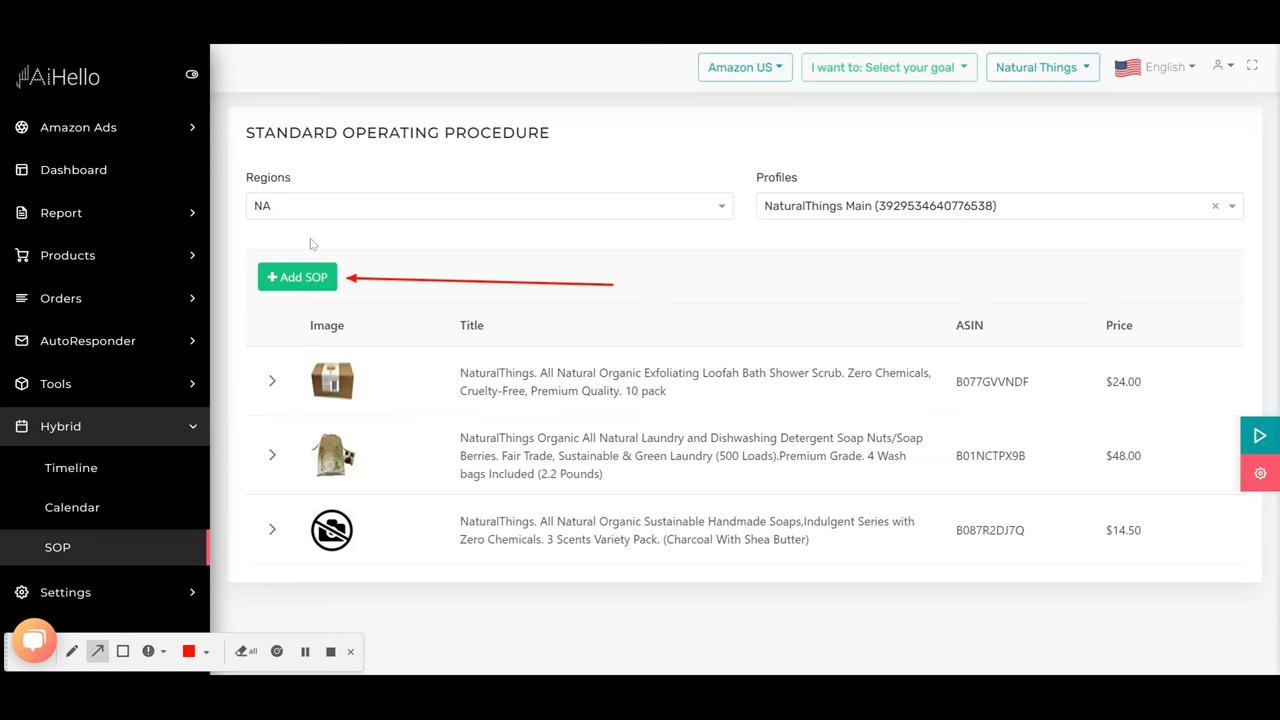 AiHello
Amazon US
I want to: Select your goal
Natural Things
English
Amazon Ads
Dashboard
Report
Products
Orders
AutoResponder
Tools
Hybrid
Timeline
Calendar
SOP
Settings
STANDARD OPERATING PROCEDURE
Regions
Profiles
NA
NaturalThings Main (3929534640776538)
+ Add SOP
Image
Title
ASIN
Price
NaturalThings. All Natural Organic Exfoliating Loofah Bath Shower Scrub. Zero Chemicals,
Cruelty-Free, Premium Quality. 10 pack
B077GVVNDF
$24.00
NaturalThings Organic All Natural Laundry and Dishwashing Detergent Soap Nuts/Soap
Berries. Fair Trade, Sustainable & Green Laundry (500 Loads).Premium Grade. 4 Wash
bags Included (2.2 Pounds)
B01NCTPX9B
$48.00
NaturalThings. All Natural Organic Sustainable Handmade Soaps,Indulgent Series with
Zero Chemicals. 3 Scents Variety Pack. (Charcoal With Shea Butter)
B087R2DJ7Q
$14.50
all